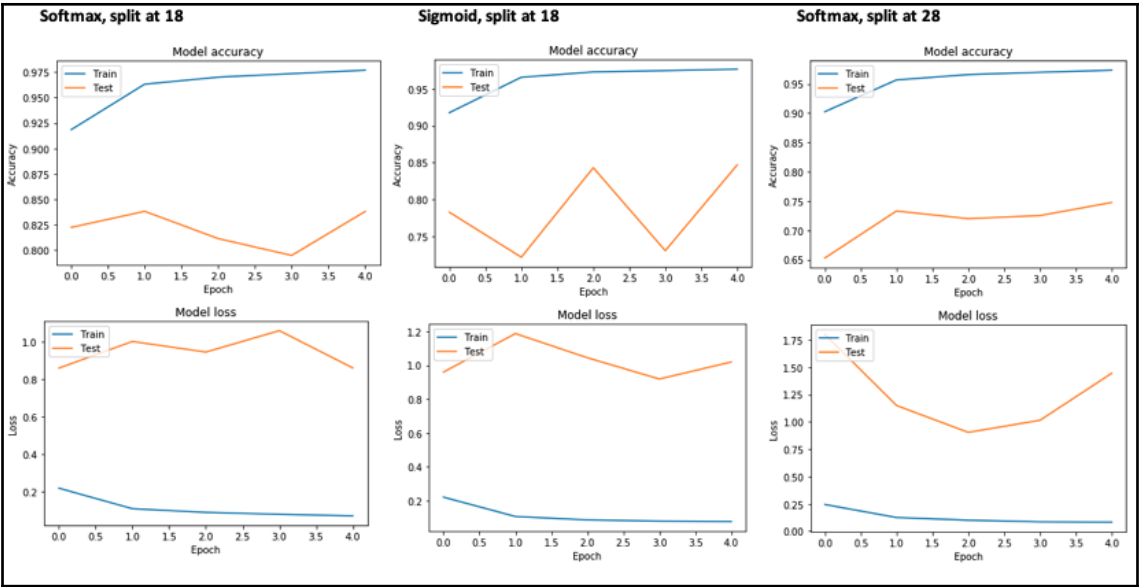 Softmax, split at 18
Sigmoid, split at 18
Softmax, split at 28
Model accuracy
Train
Test
0.975
0.950
0.925
0.900
0.875
0.850
0.825
0.800
Accuracy
0.0 0.5 1.0 1.5 2.0 2.5 3.0 3.5 4.0
Epoch
Model accuracy
Train
Test
0.95
0.90
0.85
0.80
0.75
Accuracy
0.0 0.5 1.0 1.5 2.0 2.5 3.0 3.5 4.0
Epoch
Model accuracy
Train
Test
0.95
0.90
0.85
0.80
0.75
0.70
0.65
Accuracy
0.0 0.5 1.0 1.5 2.0 2.5 3.0 3.5 4.0
Epoch
Model loss
Train
Test
1.0
0.8
0.6
0.4
0.2
Loss
0.0 0.5 1.0 1.5 2.0 2.5 3.0 3.5 4.0
Epoch
Model loss
Train
Test
1.2
1.0
0.8
0.6
0.4
0.2
Loss
0.0 0.5 1.0 1.5 2.0 2.5 3.0 3.5 4.0
Epoch
Model loss
Train
Test
1.75
1.50
1.25
1.00
0.75
0.50
0.25
0.00
Loss
0.0 0.5 1.0 1.5 2.0 2.5 3.0 3.5 4.0
Epoch